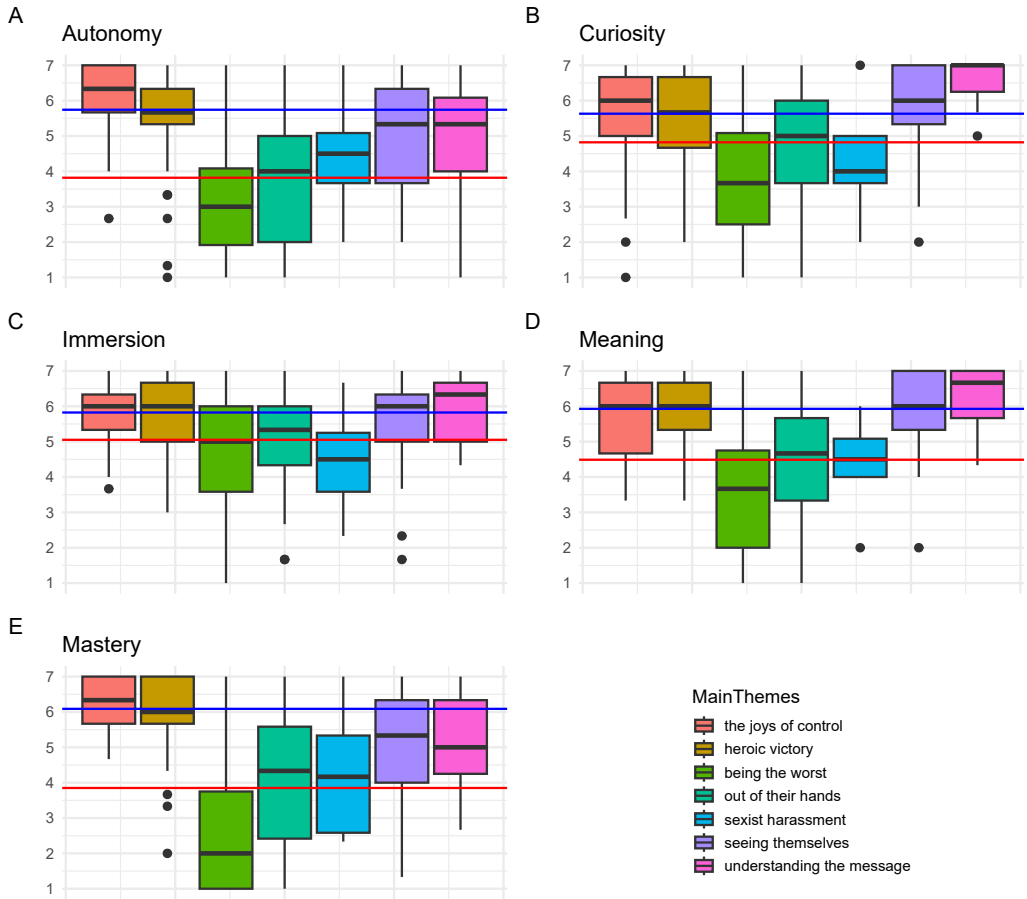 A
Autonomy
7
6
5
4
3
2
1
B
Curiosity
7
6
5
4
3
2
1
C
Immersion
7
6
5
4
3
2
1
D
Meaning
7
6
5
4
3
2
1
E
Mastery
7
6
5
4
3
2
1
MainThemes
the joys of control
heroic victory
being the worst
out of their hands
sexist harassment
seeing themselves
understanding the message